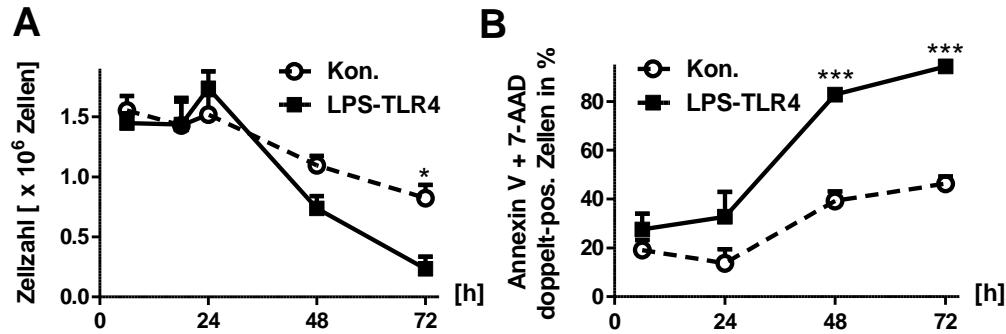 A
Zellzahl [ x 10⁶ Zellen]
1.5
1.0
0.5
0.0
Kon.
LPS-TLR4
*
0
24
48
72
[h]
B
Annexin V + 7-AAD
doppelt-pos. Zellen in %
80
60
40
20
0
Kon.
LPS-TLR4
***
***
0
24
48
72
[h]